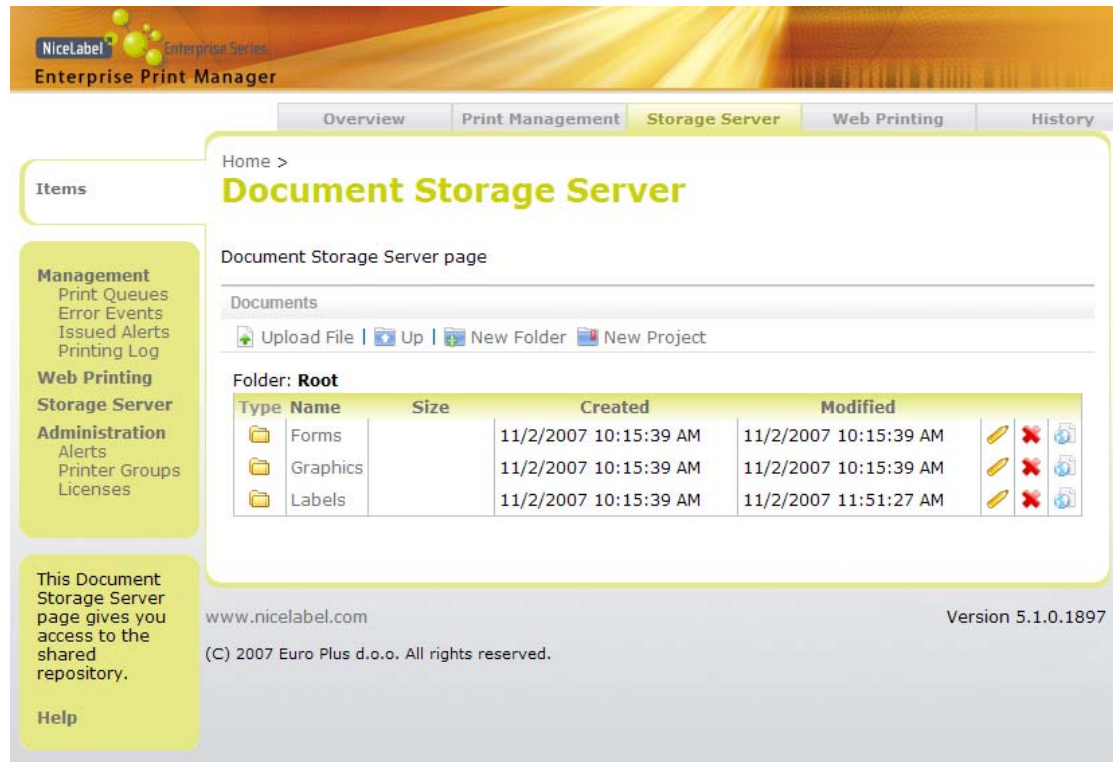 NiceLabel Enterprise Series
Enterprise Print Manager
Overview Print Management Storage Server Web Printing History
Items
Home >
Document Storage Server
Document Storage Server page
Documents
Upload File | Up | New Folder New Project
Folder: Root
Type Name Size Created Modified
Forms 11/2/2007 10:15:39 AM 11/2/2007 10:15:39 AM
Graphics 11/2/2007 10:15:39 AM 11/2/2007 10:15:39 AM
Labels 11/2/2007 10:15:39 AM 11/2/2007 11:51:27 AM
Management
Print Queues
Error Events
Issued Alerts
Printing Log
Web Printing
Storage Server
Administration
Alerts
Printer Groups
Licenses
This Document
Storage Server
page gives you
access to the
shared
repository.
Help
www.nicelabel.com Version 5.1.0.1897
(C) 2007 Euro Plus d.o.o. All rights reserved.